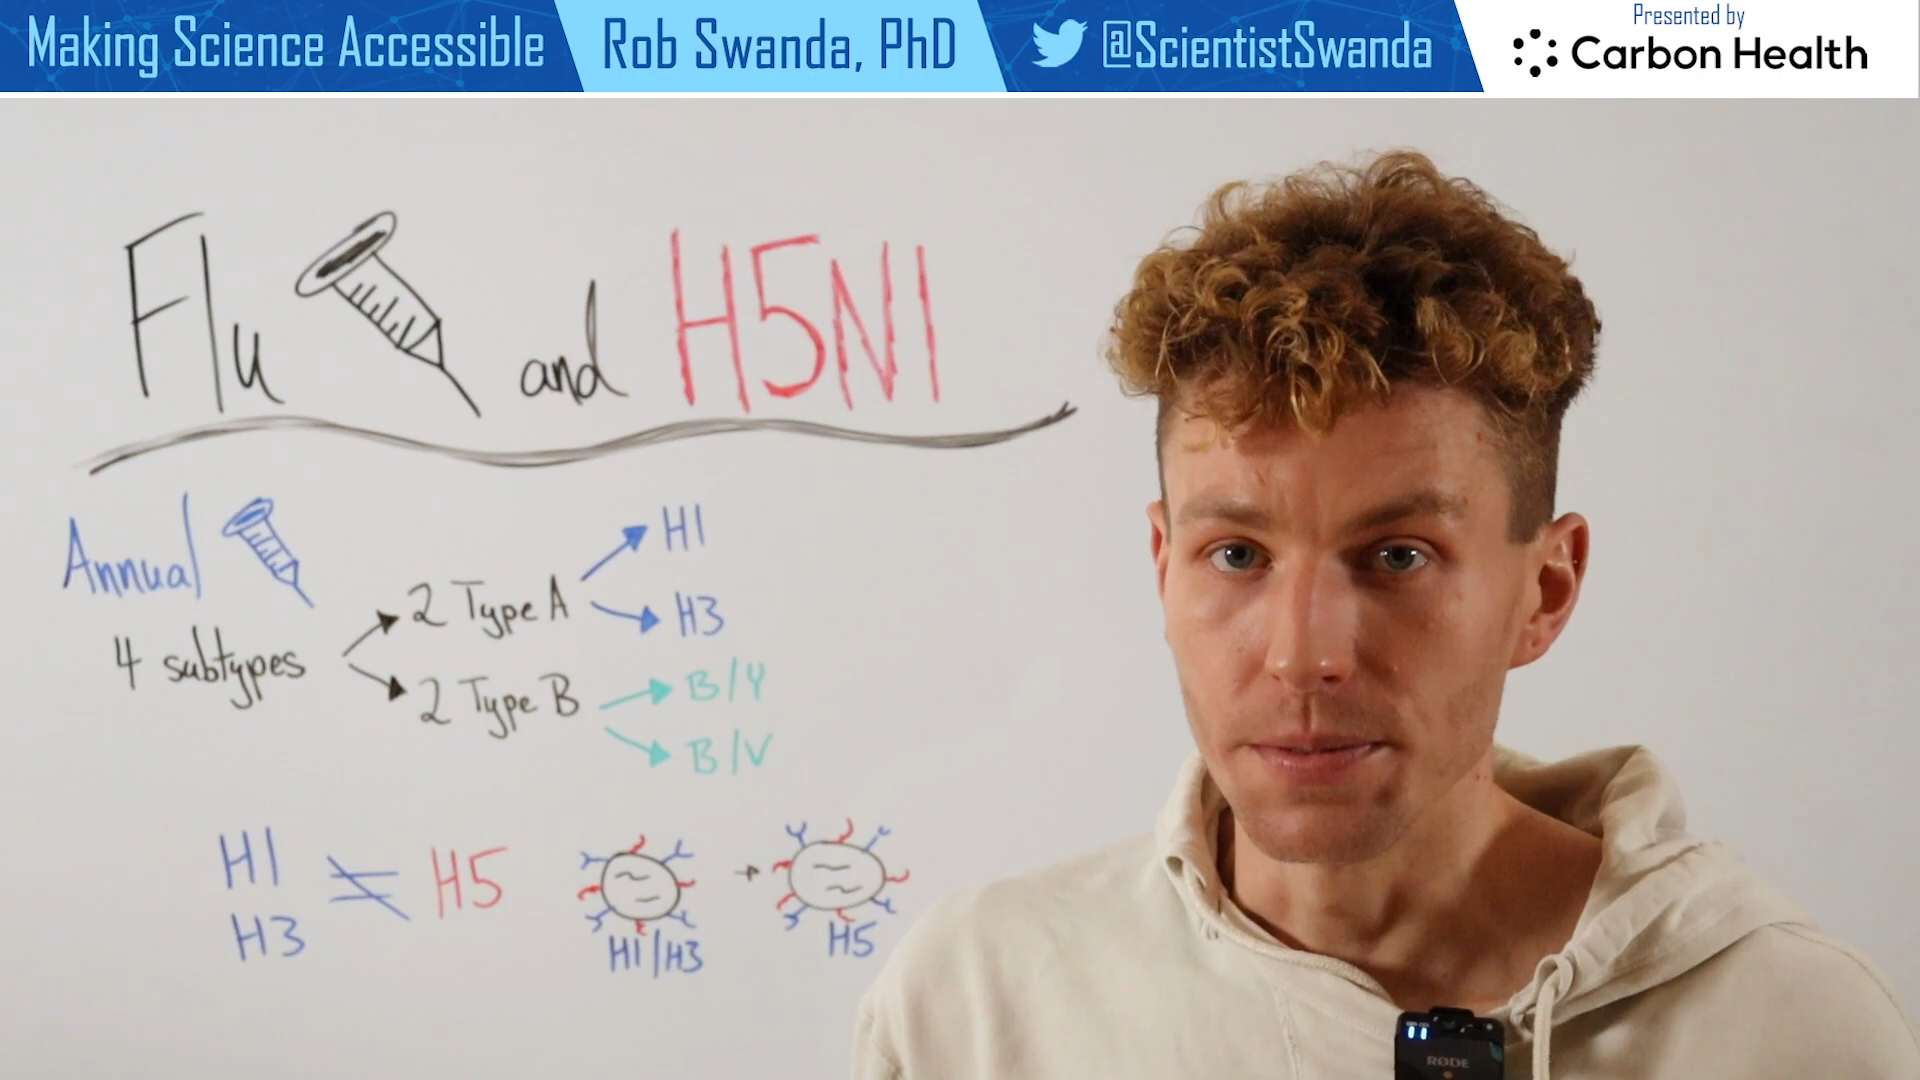 Making Science Accessible
Rob Swanda, PhD
@ScientistSwanda
Presented by
Carbon Health
Flu and H5N1
Annual
4 subtypes
2 Type A
H1
H3
2 Type B
B/Y
B/V
H1
H3
≠ H5
H1/H3
H5
RØDE